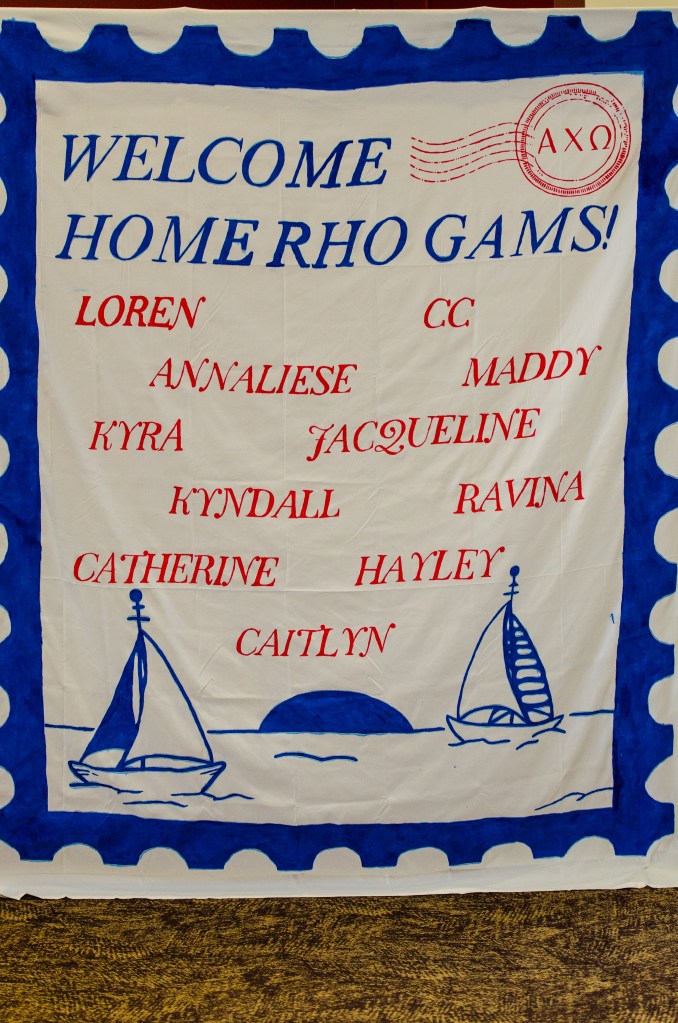 WELCOME
ΑΧΩ
HOME RHO GAMS!
LOREN CC
ANNALIESE MADDY
KYRA JACQUELINE
KYNDALL RAVINA
CATHERINE HAYLEY
CAITLYN